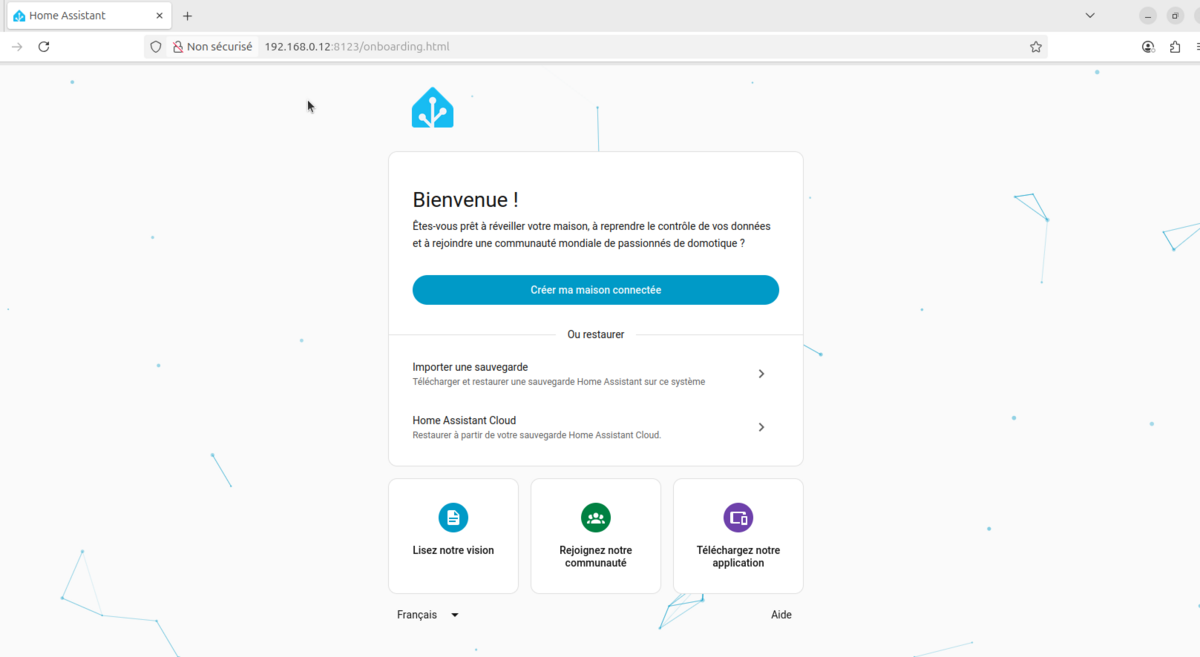 Home Assistant
Non sécurisé 192.168.0.12:8123/onboarding.html
Bienvenue !
Êtes-vous prêt à réveiller votre maison, à reprendre le contrôle de vos données
et à rejoindre une communauté mondiale de passionnés de domotique ?
Créer ma maison connectée
Ou restaurer
Importer une sauvegarde
Télécharger et restaurer une sauvegarde Home Assistant sur ce système
Home Assistant Cloud
Restaurer à partir de votre sauvegarde Home Assistant Cloud.
Lisez notre vision
Rejoignez notre
communauté
Téléchargez notre
application
Français
Aide